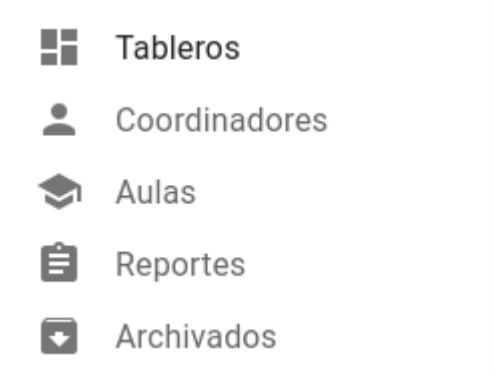 Tableros
Coordinadores
Aulas
Reportes
Archivados